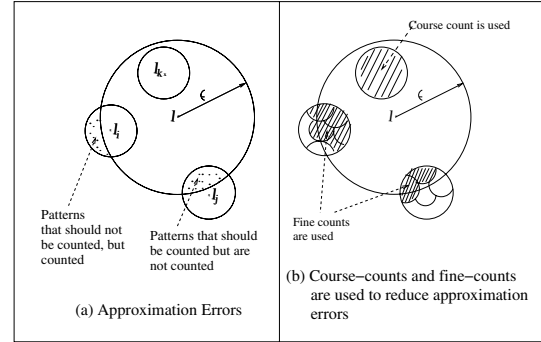 l_k
ϵ
l
l_i
l_j
Patterns
that should not
be counted, but
counted
Patterns that should
be counted but are
not counted
(a) Approximation Errors
Course count is used
ϵ
l
Fine counts
are used
(b) Course-counts and fine-counts
are used to reduce approximation
errors